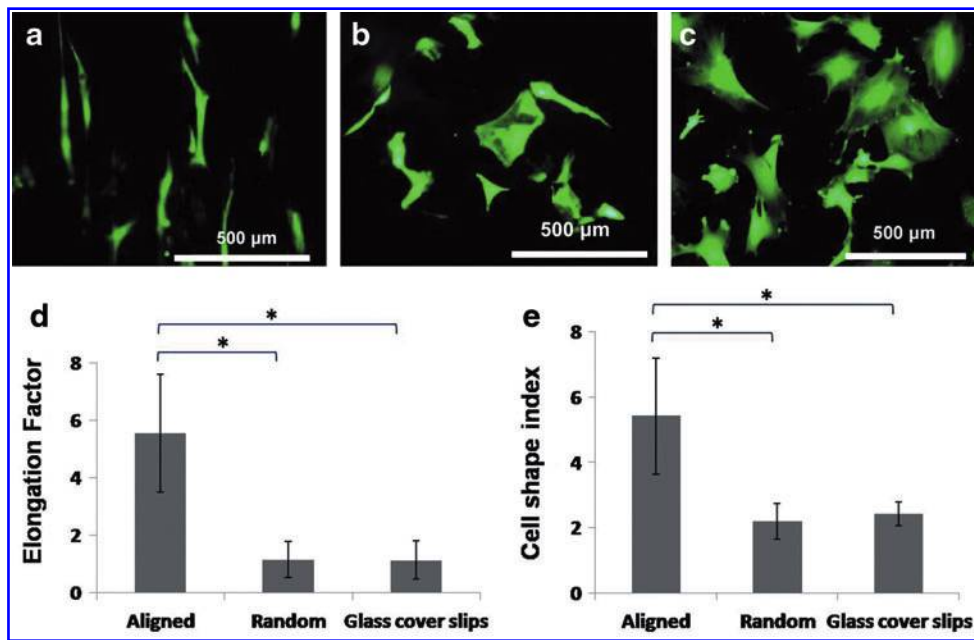 a
b
c
500 µm
500 µm
500 µm
d
*
*
Elongation Factor
8
6
4
2
0
Aligned
Random
Glass cover slips
e
*
*
Cell shape index
8
6
4
2
0
Aligned
Random
Glass cover slips